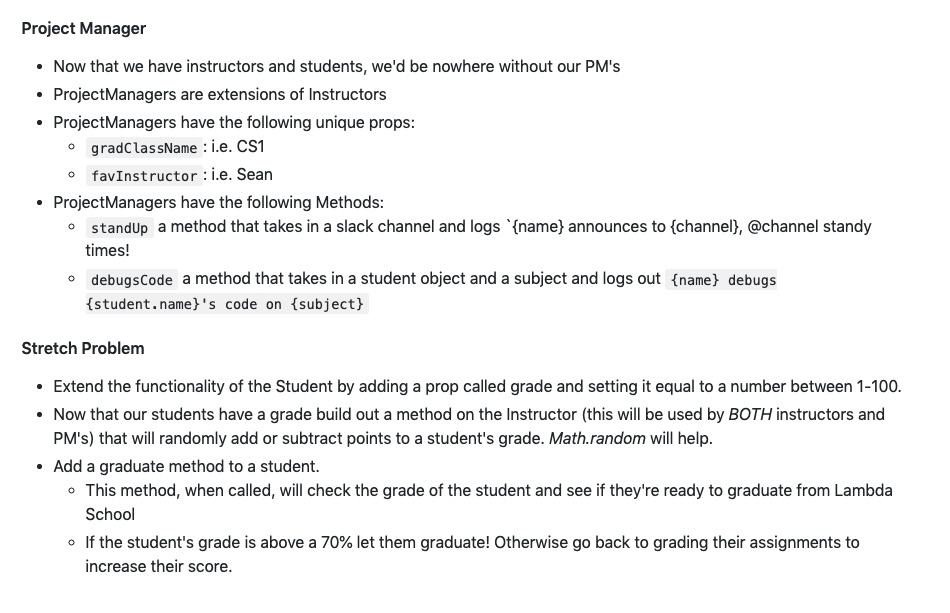 Project Manager
Now that we have instructors and students, we'd be nowhere without our PM's
ProjectManagers are extensions of Instructors
ProjectManagers have the following unique props:
gradClassName : i.e. CS1
favInstructor : i.e. Sean
ProjectManagers have the following Methods:
standUp a method that takes in a slack channel and logs `{name} announces to {channel}, @channel standy
times!
debugsCode a method that takes in a student object and a subject and logs out {name} debugs
{student.name}'s code on {subject}
Stretch Problem
Extend the functionality of the Student by adding a prop called grade and setting it equal to a number between 1-100.
Now that our students have a grade build out a method on the Instructor (this will be used by BOTH instructors and
PM's) that will randomly add or subtract points to a student's grade. Math.random will help.
Add a graduate method to a student.
This method, when called, will check the grade of the student and see if they're ready to graduate from Lambda
School
If the student's grade is above a 70% let them graduate! Otherwise go back to grading their assignments to
increase their score.